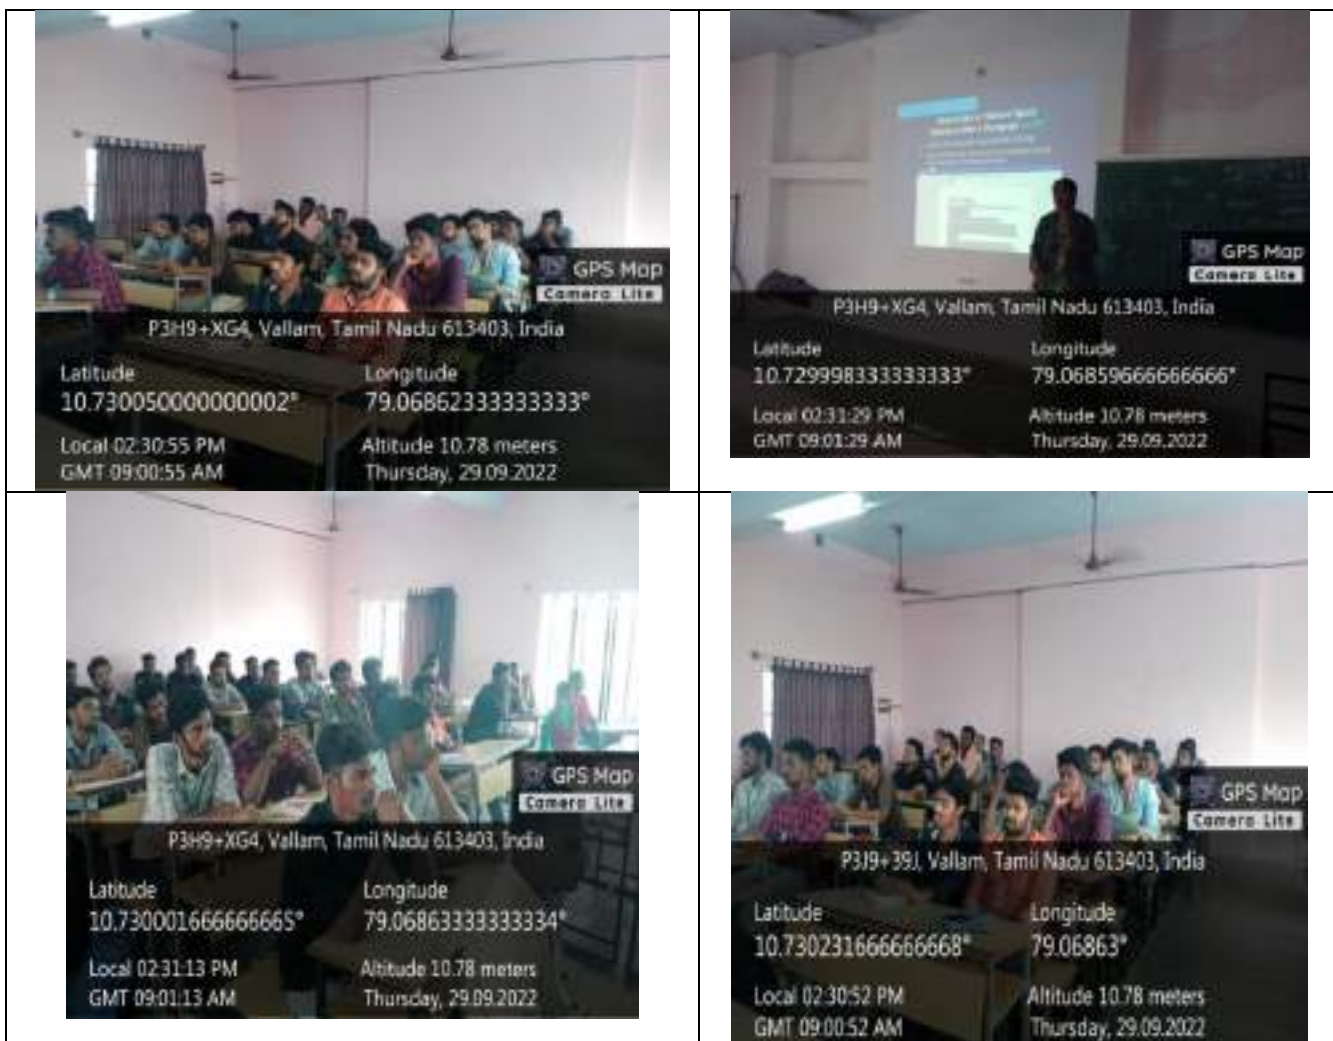 GPS Map
Camera Lite
P3H9+XG4, Vallam, Tamil Nadu 613403, India
Latitude
10.730050000000002°
Longitude
79.06862333333333°
Local 02:30:55 PM
GMT 09:00:55 AM
Altitude 10.78 meters
Thursday, 29.09.2022
GPS Map
Camera Lite
P3H9+XG4, Vallam, Tamil Nadu 613403, India
Latitude
10.729998333333333°
Longitude
79.06859666666666°
Local 02:31:29 PM
GMT 09:01:29 AM
Altitude 10.78 meters
Thursday, 29.09.2022
GPS Map
Camera Lite
P3H9+XG4, Vallam, Tamil Nadu 613403, India
Latitude
10.730001666666665°
Longitude
79.06863333333334°
Local 02:31:13 PM
GMT 09:01:13 AM
Altitude 10.78 meters
Thursday, 29.09.2022
GPS Map
Camera Lite
P3J9+39J, Vallam, Tamil Nadu 613403, India
Latitude
10.730231666666668°
Longitude
79.06863°
Local 02:30:52 PM
GMT 09:00:52 AM
Altitude 10.78 meters
Thursday, 29.09.2022